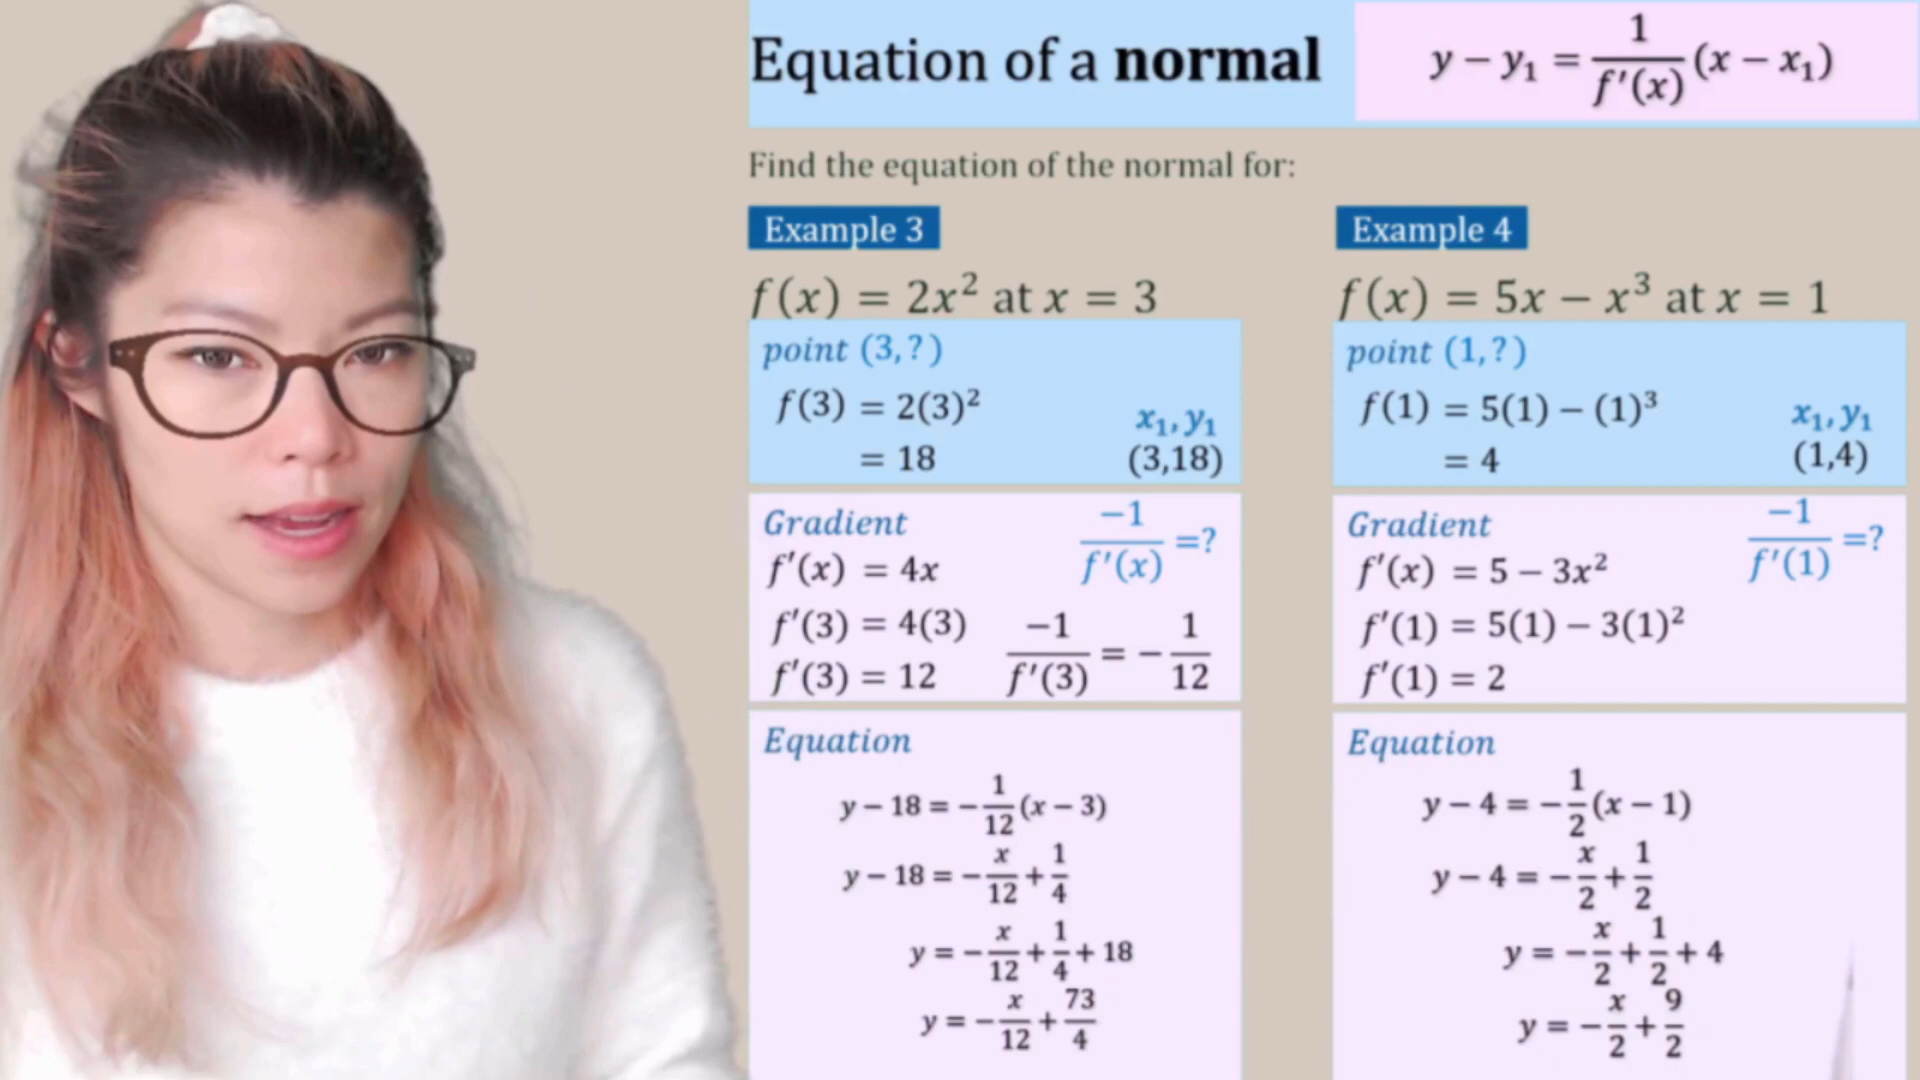 Equation of a normal
y − y₁ = 1/f′(x) (x − x₁)
Find the equation of the normal for:
Example 3
f(x) = 2x² at x = 3
point (3, ?)
f(3) = 2(3)²
= 18
x₁, y₁
(3,18)
Gradient
−1/f′(x) =?
f′(x) = 4x
f′(3) = 4(3)
f′(3) = 12
−1/f′(3) = −1/12
Equation
y − 18 = −1/12 (x − 3)
y − 18 = −x/12 + 1/4
y = −x/12 + 1/4 + 18
y = −x/12 + 73/4
Example 4
f(x) = 5x − x³ at x = 1
point (1, ?)
f(1) = 5(1) − (1)³
= 4
x₁, y₁
(1,4)
Gradient
−1/f′(1) =?
f′(x) = 5 − 3x²
f′(1) = 5(1) − 3(1)²
f′(1) = 2
Equation
y − 4 = −1/2 (x − 1)
y − 4 = −x/2 + 1/2
y = −x/2 + 1/2 + 4
y = −x/2 + 9/2